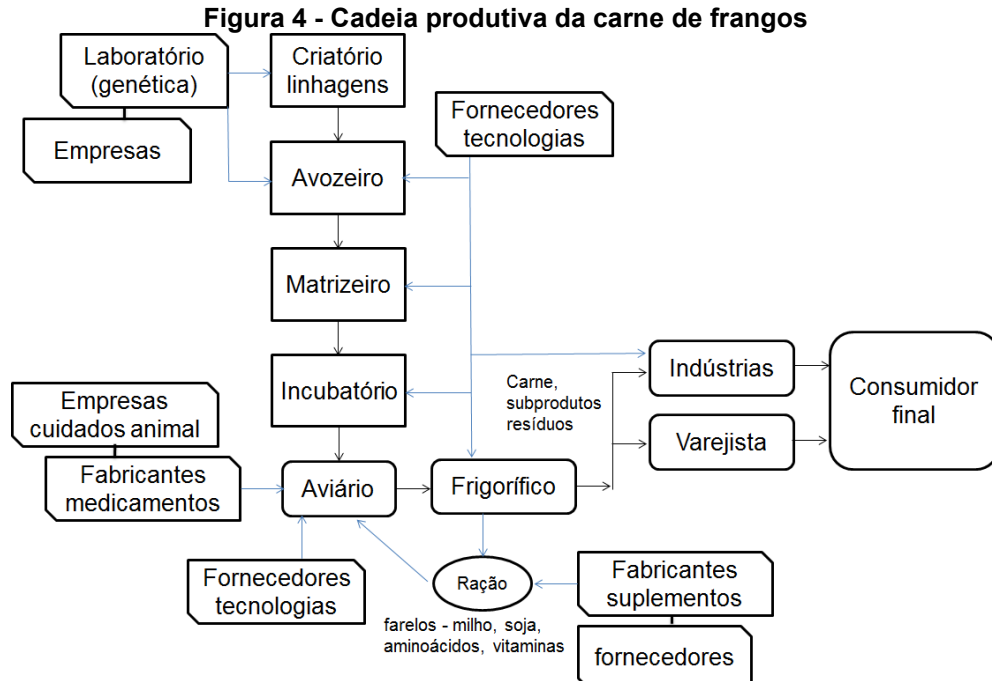 Figura 4 - Cadeia produtiva da carne de frangos
Laboratório
(genética)
Criatório
linhagens
Fornecedores
tecnologias
Empresas
Avozeiro
Matrizeiro
Incubatório
Carne,
subprodutos
resíduos
Indústrias
Consumidor
final
Empresas
cuidados animal
Varejista
Fabricantes
medicamentos
Aviário
Frigorífico
Fornecedores
tecnologias
Ração
Fabricantes
suplementos
farelos - milho, soja,
aminoácidos, vitaminas
fornecedores